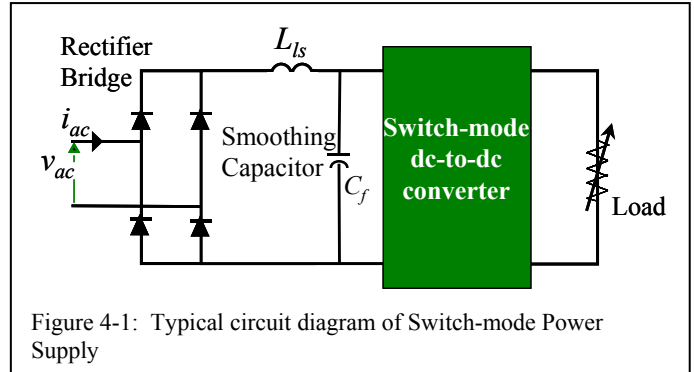 Rectifier
Bridge
L_ls
i_ac
v_ac
Smoothing
Capacitor
C_f
Switch-mode
dc-to-dc
converter
Load
Figure 4-1: Typical circuit diagram of Switch-mode Power
Supply